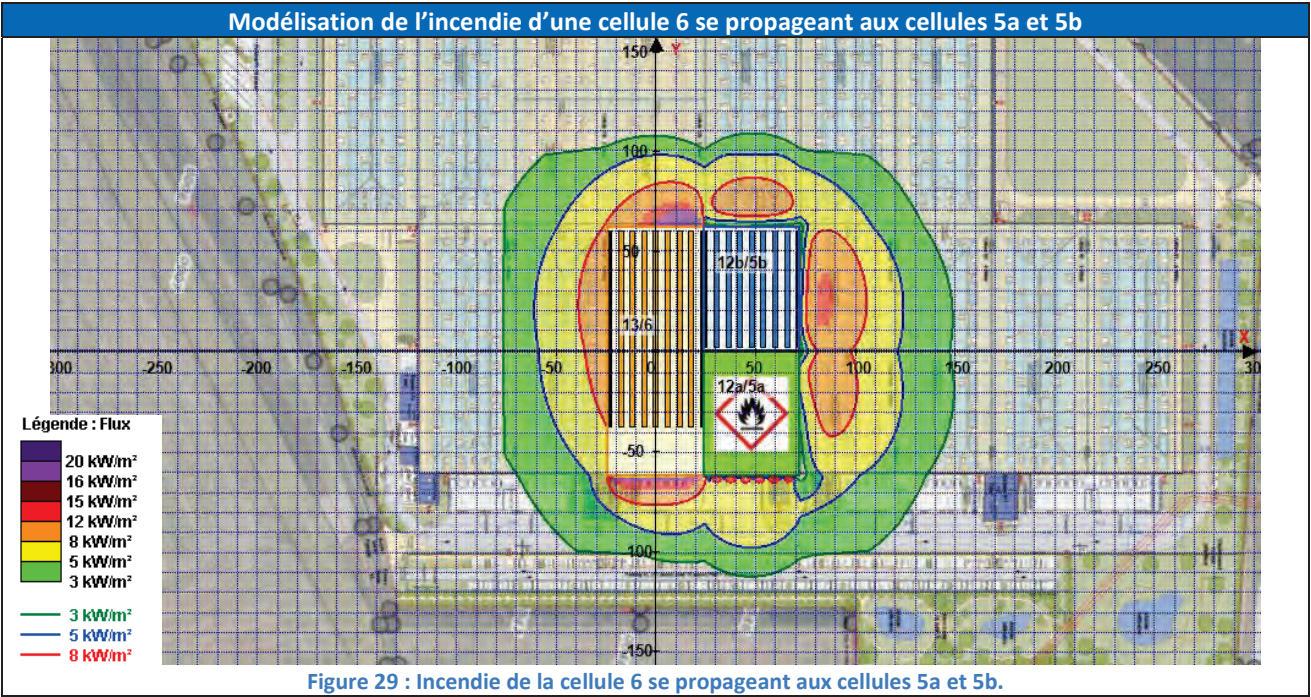 Modélisation de l'incendie d'une cellule 6 se propageant aux cellules 5a et 5b
150
Y
100
50
12b/5b
13/6
X
-250
-200
-150
-100
-50
0
50
100
150
200
250
12a/5a
-50
-100
-150
Légende : Flux
20 kW/m²
16 kW/m²
15 kW/m²
12 kW/m²
8 kW/m²
5 kW/m²
3 kW/m²
3 kW/m²
5 kW/m²
8 kW/m²
Figure 29 : Incendie de la cellule 6 se propageant aux cellules 5a et 5b.